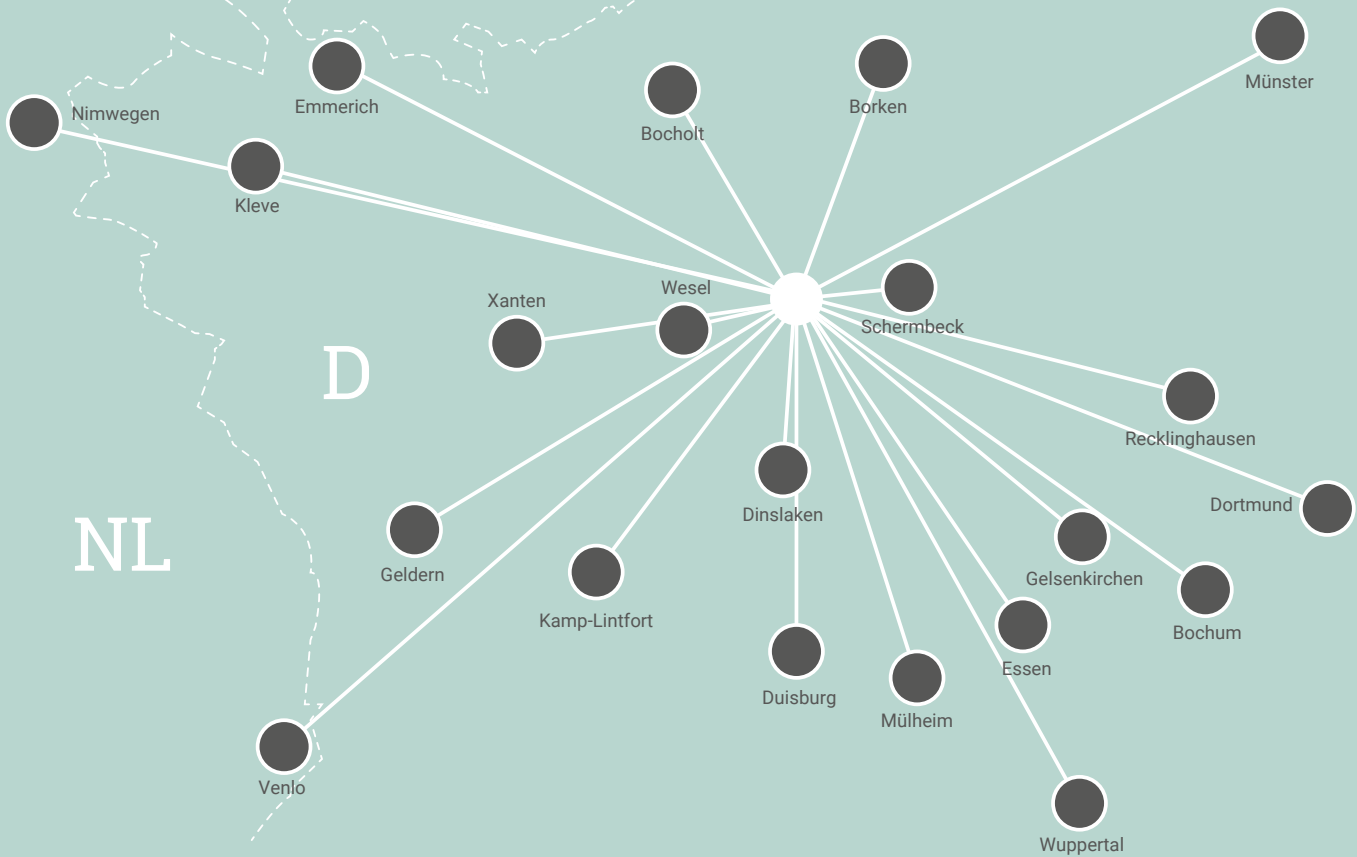 Münster
Emmerich
Borken
Nimwegen
Bocholt
Kleve
Wesel
Xanten
Schermbeck
D
Recklinghausen
Dortmund
Dinslaken
NL
Geldern
Gelsenkirchen
Kamp-Lintfort
Bochum
Essen
Duisburg
Mülheim
Venlo
Wuppertal